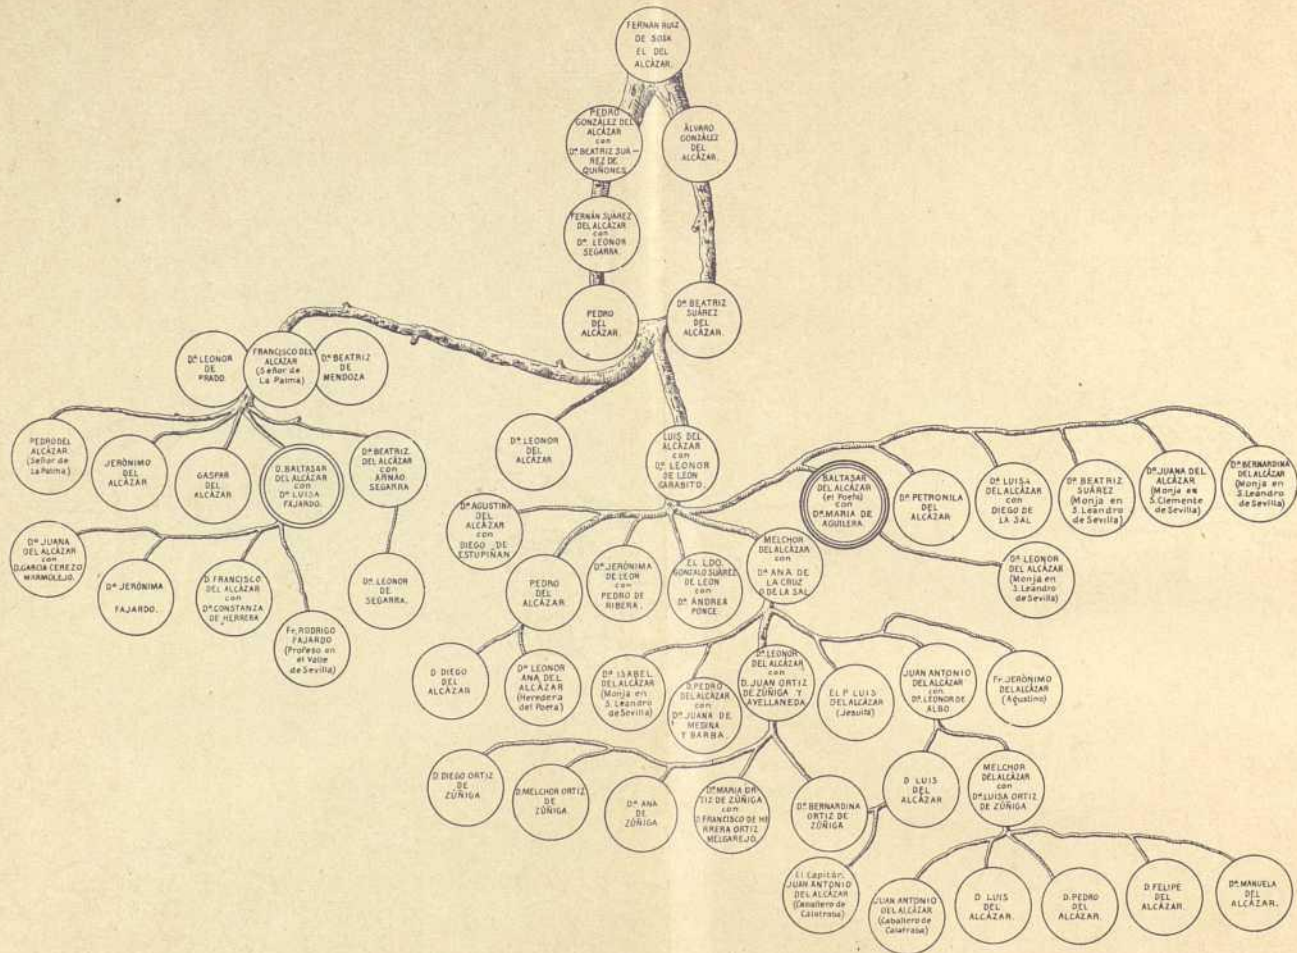 FERNÁN RUIZ
DE SOSA
EL DEL
ALCÁZAR.
PEDRO
GONZÁLEZ DEL
ALCÁZAR
con
Dª. BEATRIZ SUÁ-
REZ DE
QUIÑONES.
ÁLVARO
GONZÁLEZ
DEL
ALCÁZAR.
FERNÁN SUÁREZ
DEL ALCÁZAR
con
Dª. LEONOR
SEGARRA.
PEDRO
DEL
ALCÁZAR.
Dª. BEATRIZ
SUÁREZ
DEL
ALCÁZAR.
Dª. LEONOR
DE
PRADO.
FRANCISCO DEL
ALCÁZAR
(Señor de
La Palma)
Dª. BEATRIZ
DE
MENDOZA
PEDRO DEL
ALCÁZAR.
(Señor de
La Palma)
JERÓNIMO
DEL
ALCÁZAR
GASPAR
DEL
ALCÁZAR
D. BALTASAR
DEL ALCÁZAR
con
Dª. LUISA
FAJARDO.
Dª. BEATRIZ
DEL ALCÁZAR
con
ARNAO
SEGARRA
Dª. LEONOR
DEL
ALCÁZAR
LUIS DEL
ALCÁZAR
con
Dª. LEONOR
DE LEÓN
GARABITO.
Dª. JUANA
DEL ALCÁZAR
con
D. GARCIA CEREZO
MARMOLEJO.
Dª. JERÓNIMA
FAJARDO.
D. FRANCISCO
DEL ALCÁZAR
con
Dª. CONSTANZA
DE HERRERA
Fr. RODRIGO
FAJARDO
(Profeso en
el Valle
de Sevilla)
Dª. LEONOR
DE
SEGARRA.
Dª. AGUSTINA
DEL
ALCÁZAR
con
DIEGO DE
ESTUPIÑÁN
PEDRO
DEL
ALCÁZAR
Dª. JERÓNIMA
DE LEÓN
con
PEDRO DE
RIBERA.
EL LDO.
GONZALO SUÁREZ
DE LEÓN
con
Dª. ANDREA
PONCE
MELCHOR
DEL ALCÁZAR
con
Dª. ANA DE
LA CRUZ
O DE LA SAL
BALTASAR
DEL ALCÁZAR
(el Poeta)
con
Dª. MARÍA DE
AGUILERA.
Dª. PETRONILA
DEL
ALCÁZAR
Dª. LUISA
DEL ALCÁZAR
con
DIEGO DE
LA SAL
Dª. BEATRIZ
SUÁREZ
(Monja en
S. Leandro
de Sevilla)
Dª. JUANA DEL
ALCÁZAR
(Monja en
S. Clemente
de Sevilla)
Dª. BERNARDINA
DEL ALCÁZAR
(Monja en
S. Leandro
de Sevilla)
Dª. LEONOR
DEL ALCÁZAR
(Monja en
S. Leandro
de Sevilla)
D. DIEGO
DEL
ALCÁZAR
Dª. LEONOR
ANA DEL
ALCÁZAR
(Heredera
del Poeta)
Dª. ISABEL
DEL ALCÁZAR
(Monja en
S. Leandro
de Sevilla)
D. PEDRO
DEL ALCÁZAR
con
Dª. JUANA DE
MEDINA
Y BARBA.
Dª. LEONOR
DEL ALCÁZAR
con
D. JUAN ORTIZ
DE ZÚÑIGA Y
AVELLANEDA
EL P. LUIS
DEL ALCÁZAR
(Jesuita)
JUAN ANTONIO
DEL ALCÁZAR
con
Dª. LEONOR DE
ALBO
Fr. JERÓNIMO
DEL ALCÁZAR
(Agustino)
D. DIEGO ORTIZ
DE
ZÚÑIGA
D. MELCHOR ORTIZ
DE
ZÚÑIGA.
Dª. ANA
DE
ZÚÑIGA
Dª. MARIA OR-
TIZ DE ZÚÑIGA
con
D. FRANCISCO DE HE
RRERA ORTIZ
MELGAREJO.
Dª. BERNARDINA
ORTIZ DE
ZÚÑIGA
D. LUIS
DEL
ALCÁZAR
MELCHOR
DEL ALCÁZAR
con
Dª. LUISA ORTIZ
DE ZÚÑIGA
El Capitán,
JUAN ANTONIO
DEL ALCÁZAR
(Caballero de
Calatraba)
JUAN ANTONIO
DEL ALCÁZAR
(Caballero de
Calatraba)
D. LUIS
DEL
ALCÁZAR.
D. PEDRO
DEL
ALCÁZAR.
D. FELIPE
DEL
ALCÁZAR.
Dª. MANUELA
DEL
ALCÁZAR.